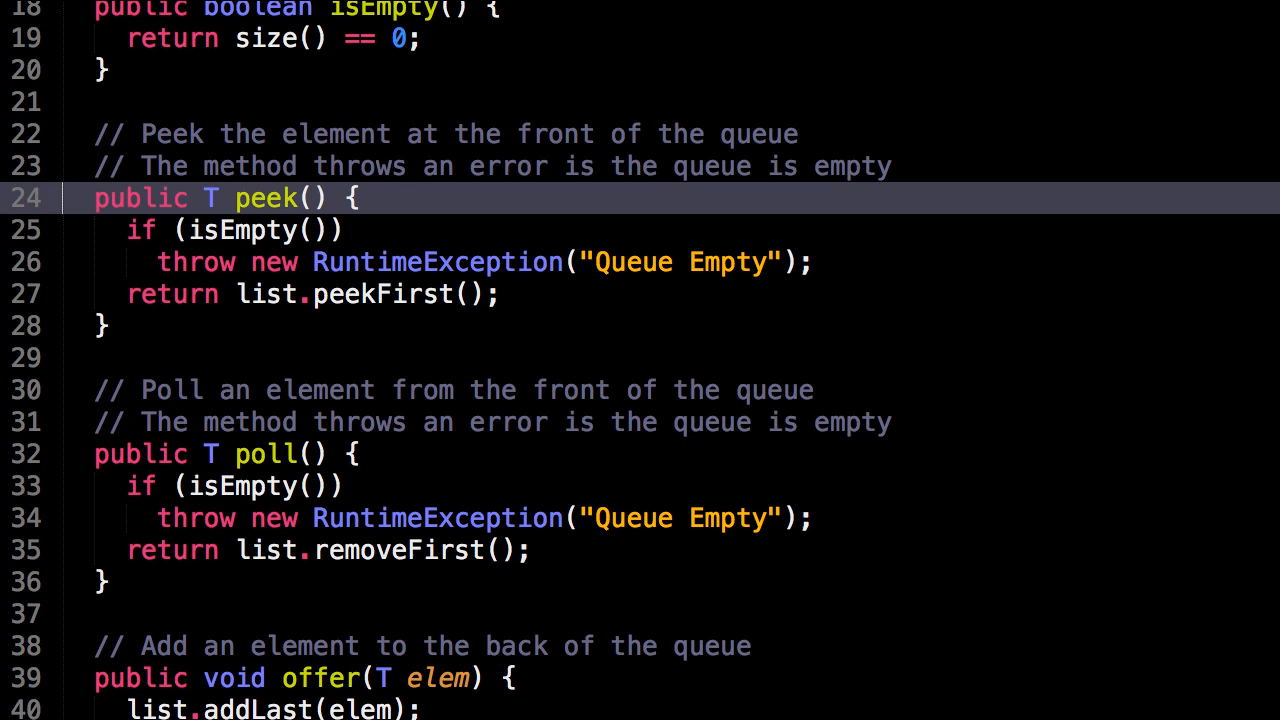 18 public boolean isEmpty() {
19 return size() == 0;
20 }
21
22 // Peek the element at the front of the queue
23 // The method throws an error is the queue is empty
24 public T peek() {
25 if (isEmpty())
26 throw new RuntimeException("Queue Empty");
27 return list.peekFirst();
28 }
29
30 // Poll an element from the front of the queue
31 // The method throws an error is the queue is empty
32 public T poll() {
33 if (isEmpty())
34 throw new RuntimeException("Queue Empty");
35 return list.removeFirst();
36 }
37
38 // Add an element to the back of the queue
39 public void offer(T elem) {
40 list.addLast(elem);